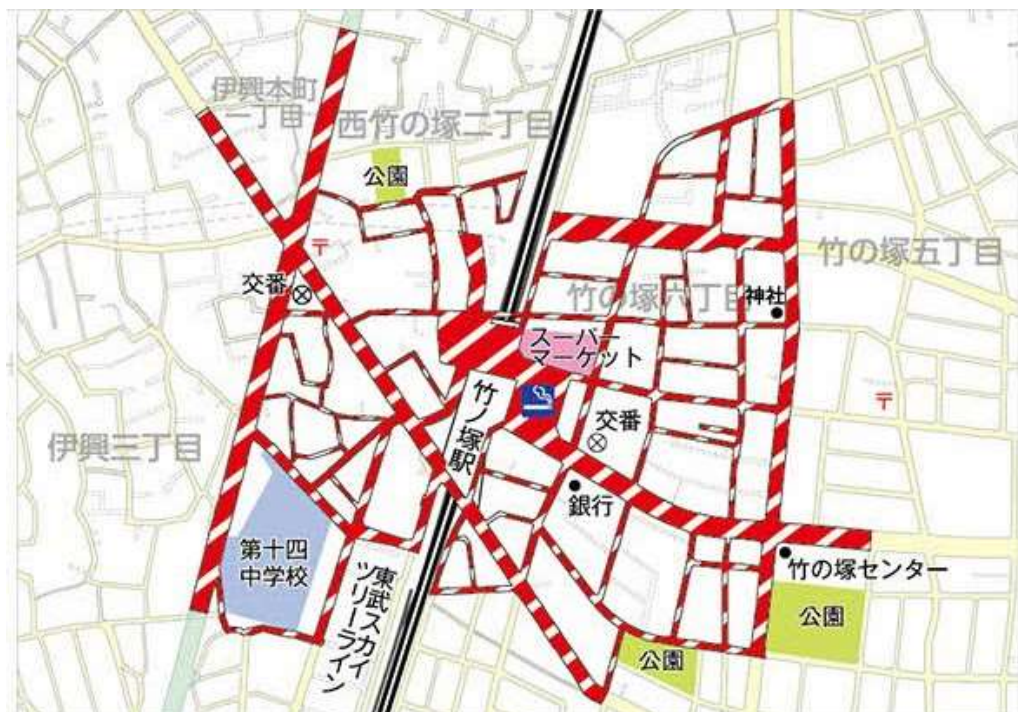 伊興本町
一丁目
西竹の塚二丁目
公園
竹の塚五丁目
〒
交番
竹の塚六丁目
神社
スーパー
マーケット
竹ノ塚駅
交番
〒
伊興三丁目
銀行
第十四
中学校
竹の塚センター
東武スカイ
ツリーライン
公園
公園